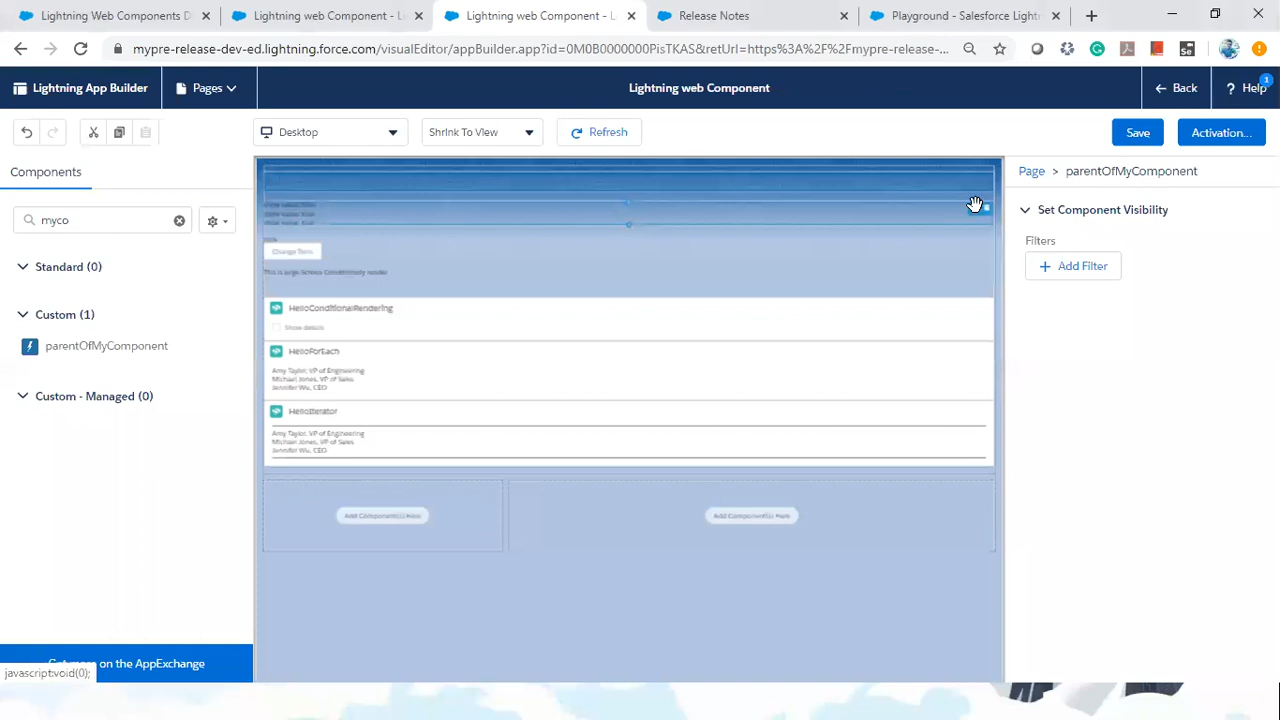 Lightning Web Components D
Lightning web Component - L
Lightning web Component - L
Release Notes
Playground - Salesforce Light
mypre-release-dev-ed.lightning.force.com/visualEditor/appBuilder.app?id=0M0B0000000PisTKAS&retUrl=https%3A%2F%2Fmypre-release-...
Lightning App Builder
Pages
Lightning web Component
Back
? Help
1
Desktop
Shrink To View
Refresh
Save
Activation...
Components
Page > parentOfMyComponent
myco
Set Component Visibility
Filters
Add Filter
Change Term
Standard (0)
Custom (1)
parentOfMyComponent
Custom - Managed (0)
HelloConditionalRendering
Show details
HelloForEach
Amy Taylor, VP of Engineering
Michael Jones, VP of Sales
Jennifer Wu, CEO
HelloIterator
Amy Taylor, VP of Engineering
Michael Jones, VP of Sales
Jennifer Wu, CEO
Add Component(s) Here
Add Component(s) Here
on the AppExchange
javascript:void(0);